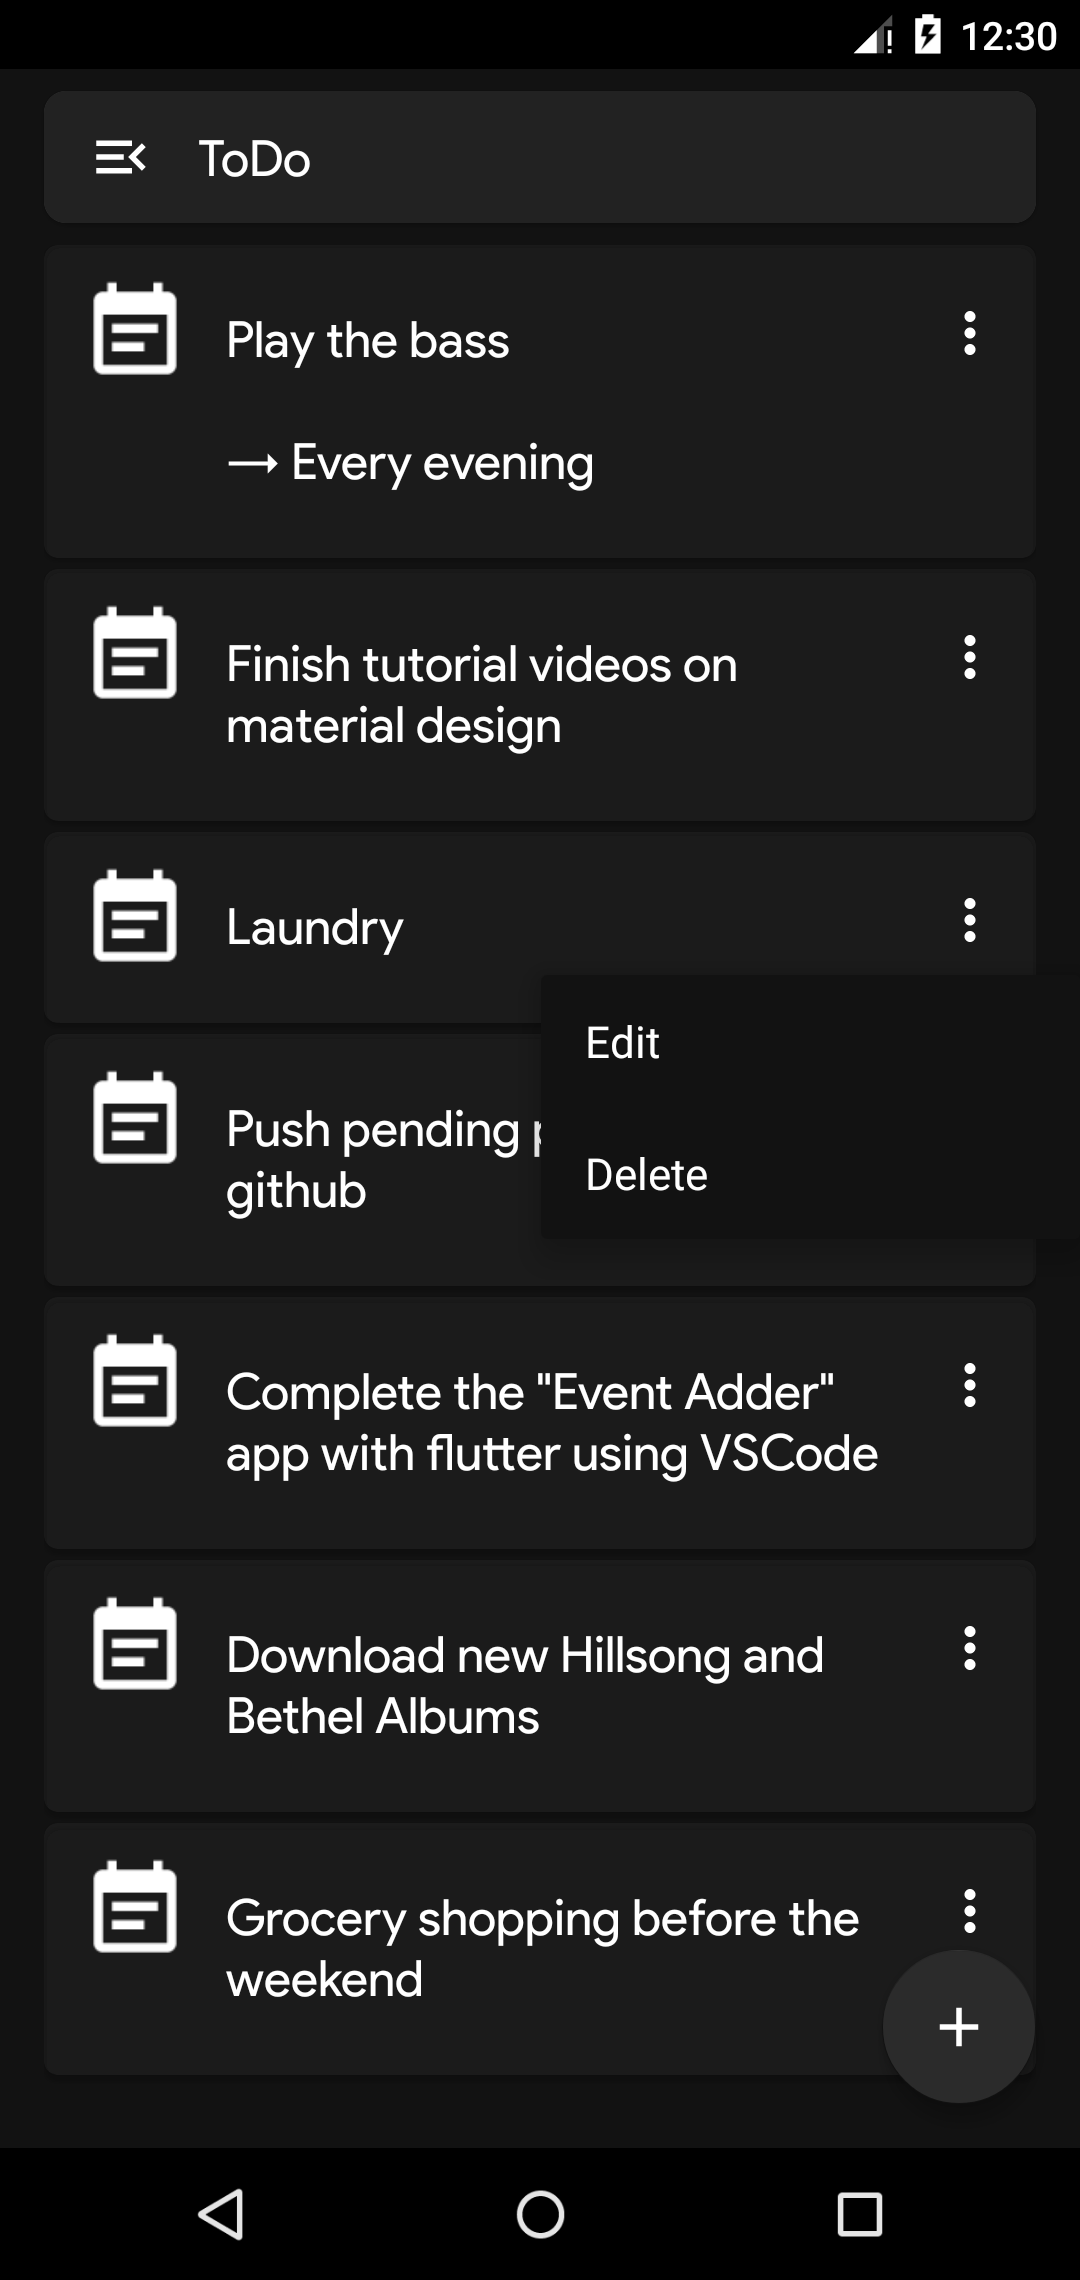 12:30
ToDo
Play the bass
→ Every evening
Finish tutorial videos on
material design
Laundry
Edit
Push pending
github
Delete
Complete the "Event Adder"
app with flutter using VSCode
Download new Hillsong and
Bethel Albums
Grocery shopping before the
weekend